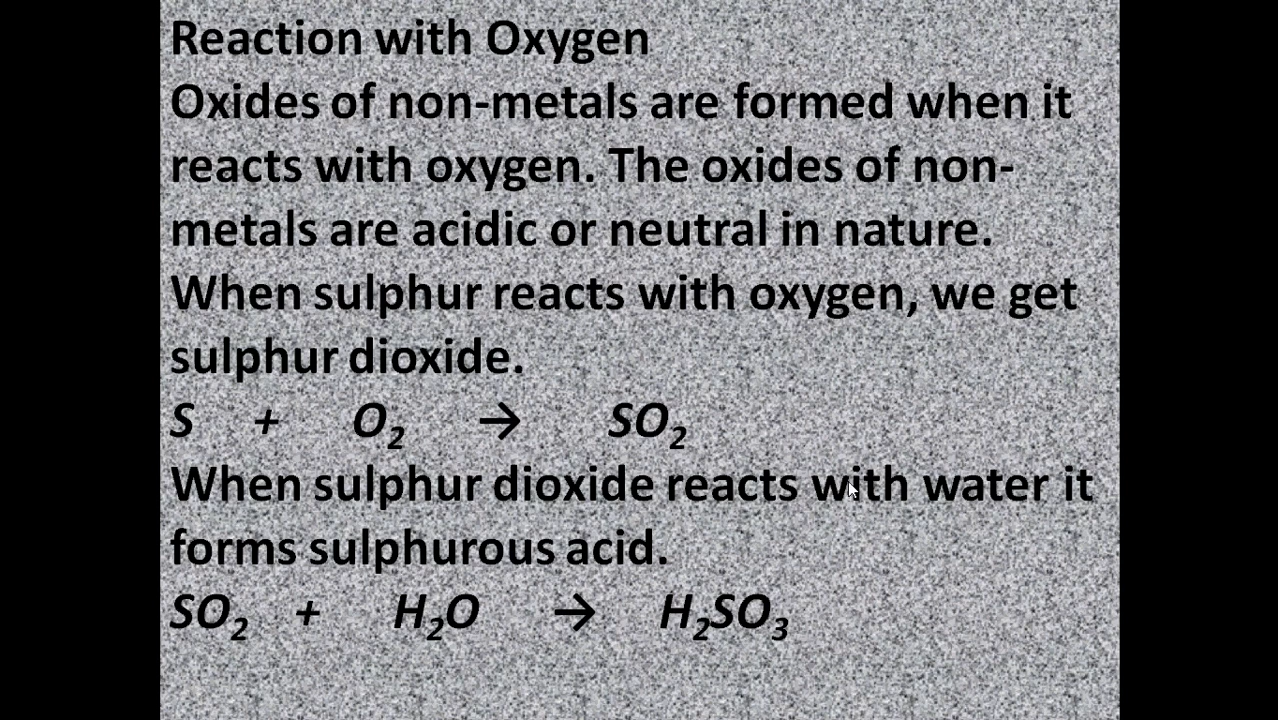 Reaction with Oxygen
Oxides of non-metals are formed when it
reacts with oxygen. The oxides of non-
metals are acidic or neutral in nature.
When sulphur reacts with oxygen, we get
sulphur dioxide.
S + O₂ → SO₂
When sulphur dioxide reacts with water it
forms sulphurous acid.
SO₂ + H₂O → H₂SO₃